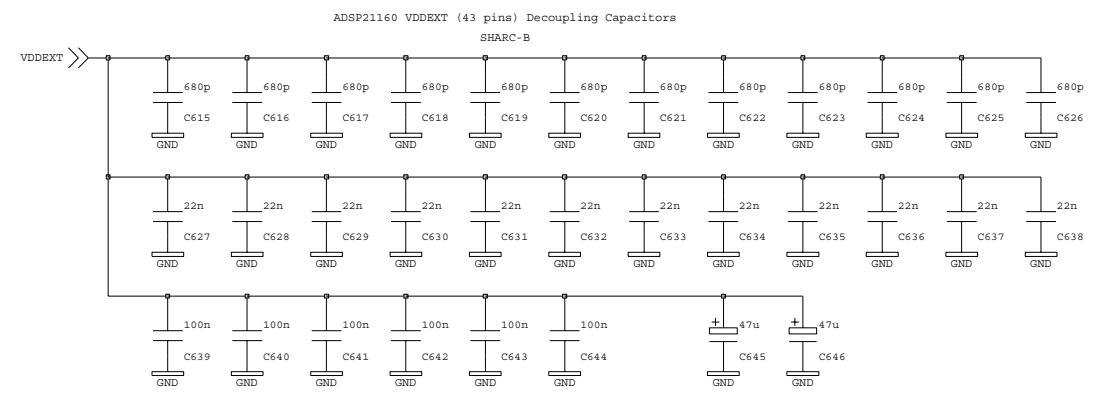 ADSP21160 VDDEXT (43 pins) Decoupling Capacitors
SHARC-B
VDDEXT
680p 680p 680p 680p 680p 680p 680p 680p 680p 680p 680p 680p
C615 C616 C617 C618 C619 C620 C621 C622 C623 C624 C625 C626
GND GND GND GND GND GND GND GND GND GND GND GND
22n 22n 22n 22n 22n 22n 22n 22n 22n 22n 22n 22n
C627 C628 C629 C630 C631 C632 C633 C634 C635 C636 C637 C638
GND GND GND GND GND GND GND GND GND GND GND GND
100n 100n 100n 100n 100n 100n + 47u + 47u
C639 C640 C641 C642 C643 C644 C645 C646
GND GND GND GND GND GND GND GND